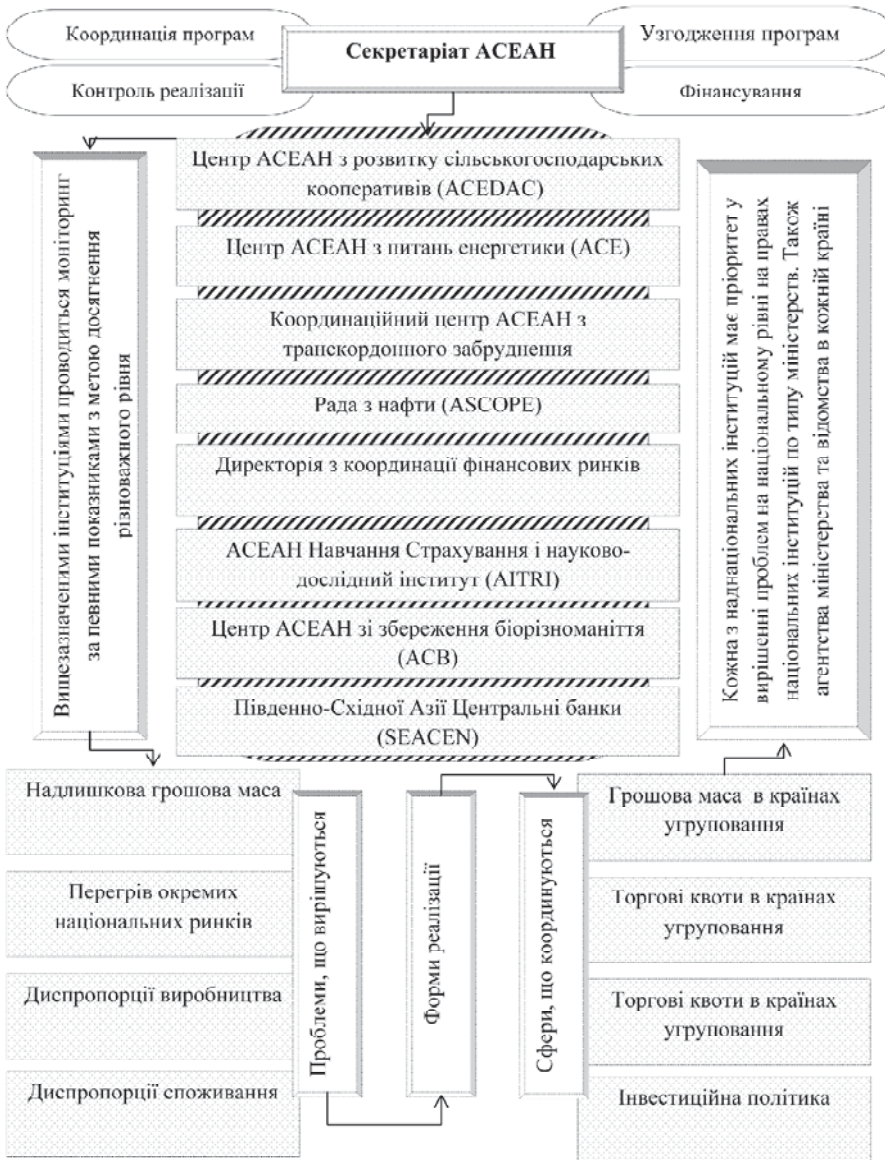 Координація програм
Секретаріат АСЕАН
Узгодження програм
Контроль реалізації
Фінансування
Вишезазначеними інституціями проводиться моніторинг
за певними показниками з метою досягнення
різноважного рівня
Центр АСЕАН з розвитку сільськогосподарських
кооперативів (ACEDAC)
Центр АСЕАН з питань енергетики (ACE)
Координаційний центр АСЕАН з
транскордонного забруднення
Рада з нафти (ASCOPE)
Директорія з координації фінансових ринків
АСЕАН Навчання Страхування і науково-
дослідний інститут (AITRI)
Центр АСЕАН зі збереження біорізноманіття
(ACB)
Південно-Східної Азії Центральні банки
(SEACEN)
Кожна з наднаціональних інституцій має пріоритет у
вирішенні проблем на національному рівні на правах
національних інституцій по типу міністерств. Також
агентства міністерства та відомства в кожній країні
Надлишкова грошова маса
Перегрів окремих
національних ринків
Диспропорції виробництва
Диспропорції споживання
Проблеми, що вирішуються
Форми реалізації
Сфери, що координуються
Грошова маса в країнах
угруповання
Торгові квоти в країнах
угруповання
Торгові квоти в країнах
угруповання
Інвестиційна політика